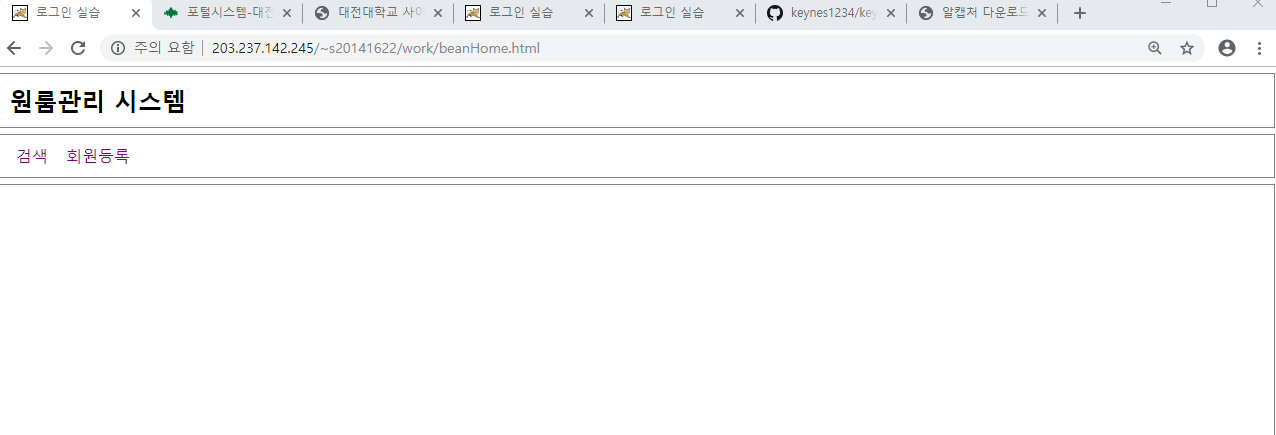 로그인 실습 포털시스템-대전 대전대학교 사이 로그인 실습 로그인 실습 keynes1234/key 알캡처 다운로드
주의 요함 203.237.142.245/~s20141622/work/beanHome.html
원룸관리 시스템
검색 회원등록